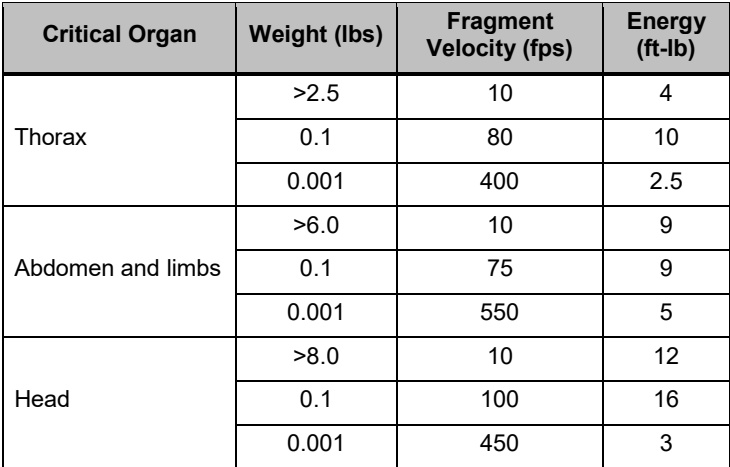 Critical Organ Weight (lbs) Fragment Velocity (fps) Energy (ft-lb)
Thorax >2.5 10 4
0.1 80 10
0.001 400 2.5
Abdomen and limbs >6.0 10 9
0.1 75 9
0.001 550 5
Head >8.0 10 12
0.1 100 16
0.001 450 3